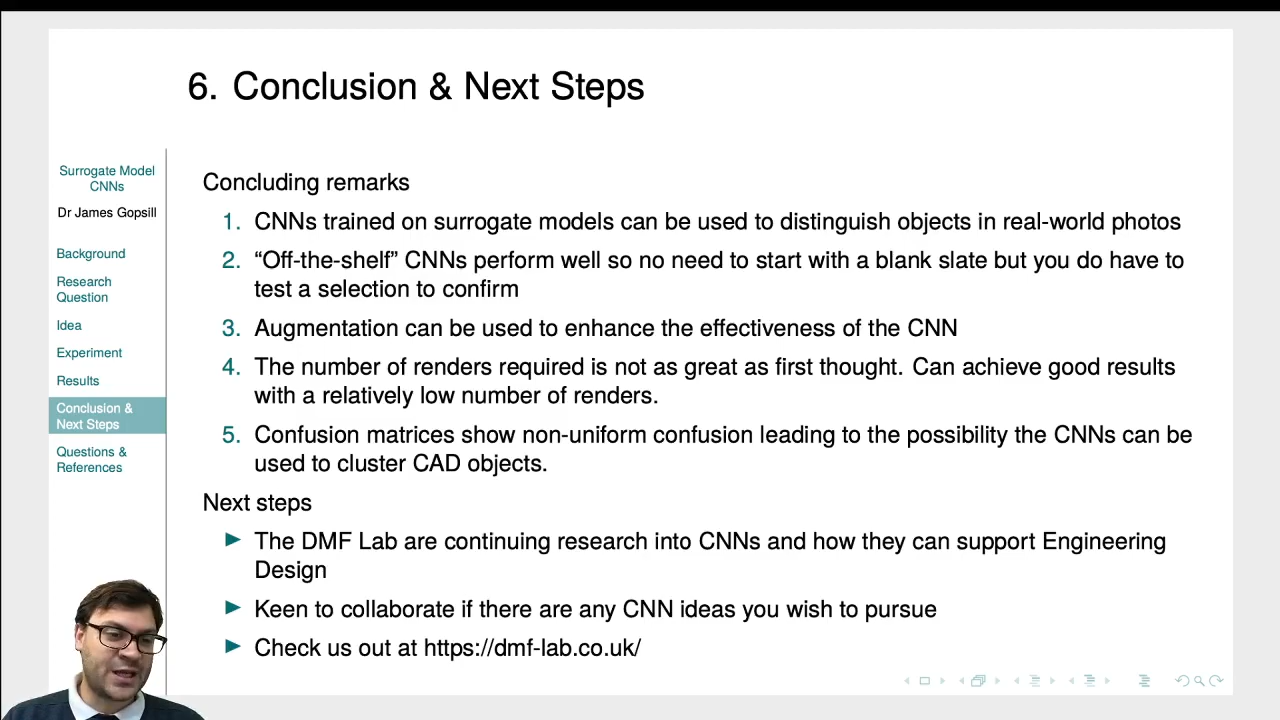 6. Conclusion & Next Steps
Surrogate Model
CNNs
Dr James Gopsill
Background
Research
Question
Idea
Experiment
Results
Conclusion &
Next Steps
Questions &
References
Concluding remarks
1. CNNs trained on surrogate models can be used to distinguish objects in real-world photos
2. “Off-the-shelf” CNNs perform well so no need to start with a blank slate but you do have to
test a selection to confirm
3. Augmentation can be used to enhance the effectiveness of the CNN
4. The number of renders required is not as great as first thought. Can achieve good results
with a relatively low number of renders.
5. Confusion matrices show non-uniform confusion leading to the possibility the CNNs can be
used to cluster CAD objects.
Next steps
The DMF Lab are continuing research into CNNs and how they can support Engineering
Design
Keen to collaborate if there are any CNN ideas you wish to pursue
Check us out at https://dmf-lab.co.uk/